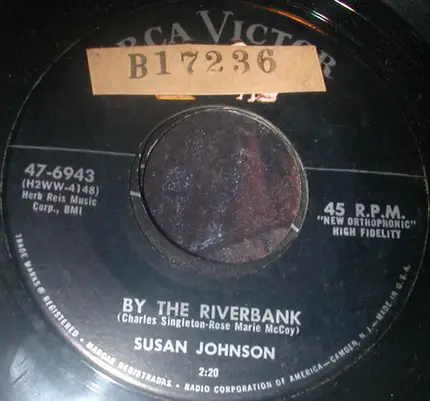 RCA VICTOR
B17236
47-6943
(H2WW-4148)
Herb Reis Music
Corp., BMI
45 R.P.M.
"NEW ORTHOPHONIC"
HIGH FIDELITY
BY THE RIVERBANK
(Charles Singleton-Rose Marie McCoy)
SUSAN JOHNSON
2:20
TRADE MARKS ® REGISTERED • MARCAS REGISTRADAS • RADIO CORPORATION OF AMERICA—CAMDEN, N.J. • MADE IN U.S.A.